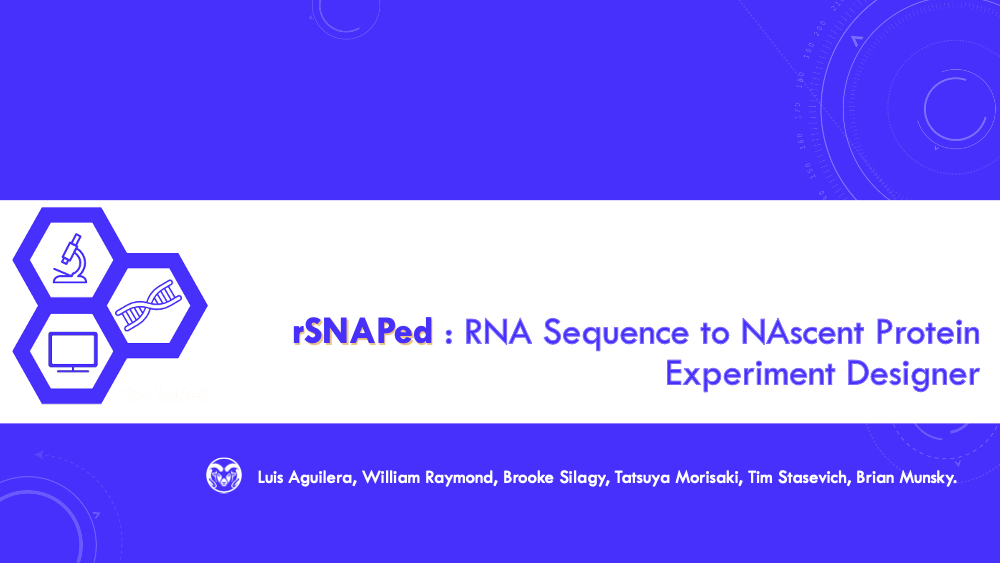 rSNAPed : RNA Sequence to NAscent Protein
Experiment Designer
Luis Aguilera, William Raymond, Brooke Silagy, Tatsuya Morisaki, Tim Stasevich, Brian Munsky.